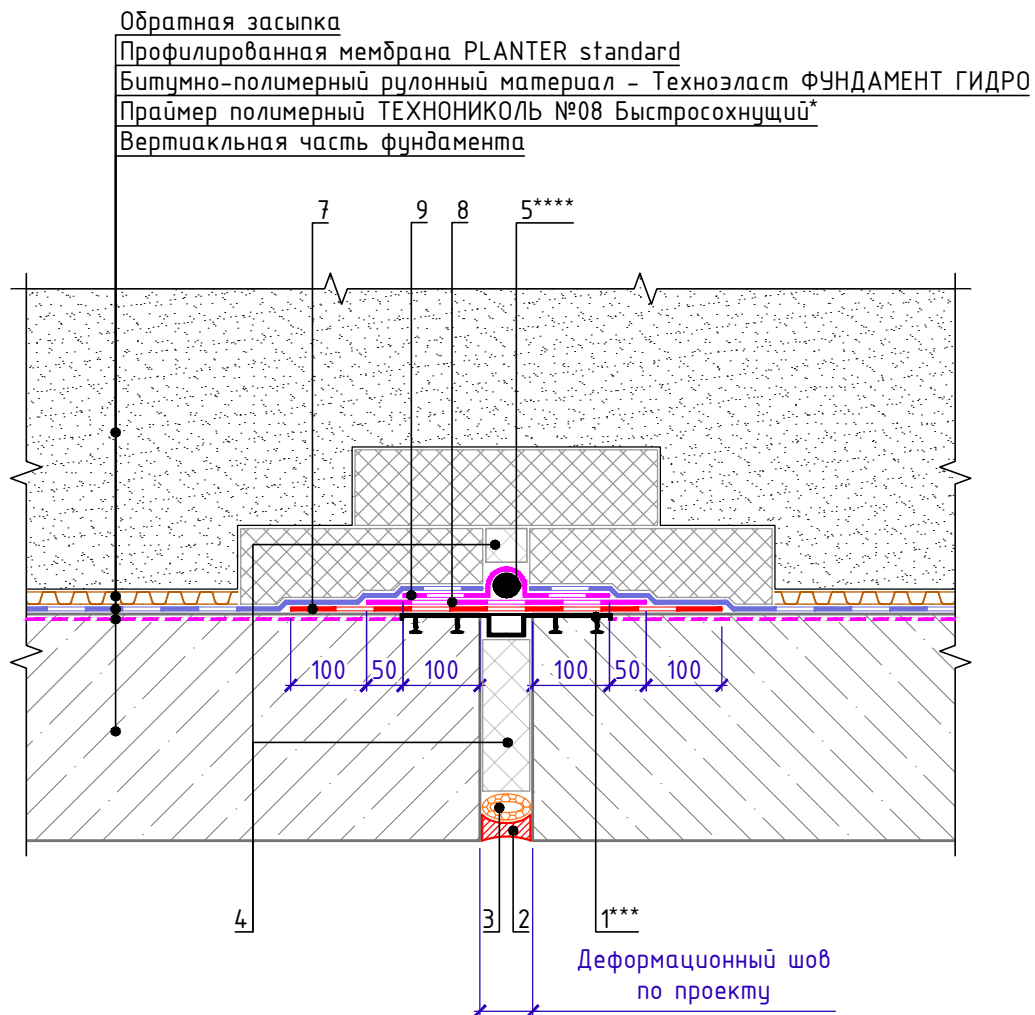 Обратная засыпка
Профилированная мембрана PLANTER standard
Битумно-полимерный рулонный материал - Техноэласт ФУНДАМЕНТ ГИДРО
Праймер полимерный ТЕХНОНИКОЛЬ №08 Быстросохнущий*
Вертиакльная часть фундамента
7 9 8 5****
100 50 100 100 50 100
4 3 2 1***
Деформационный шов
по проекту